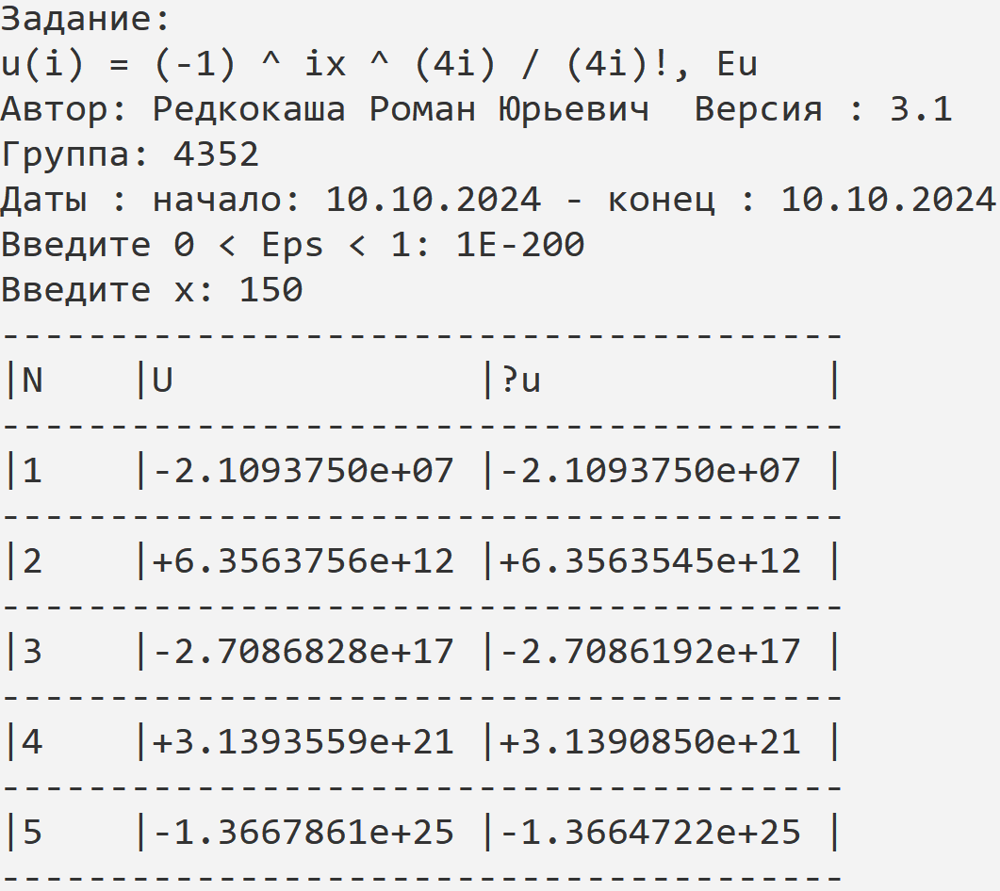 Задание:
u(i) = (-1) ^ ix ^ (4i) / (4i)!, Eu
Автор: Редкокаша Роман Юрьевич  Версия : 3.1
Группа: 4352
Даты : начало: 10.10.2024 - конец : 10.10.2024
Введите 0 < Eps < 1: 1E-200
Введите x: 150
---------------------------------------
|N    |U              |?u             |
---------------------------------------
|1    |-2.1093750e+07 |-2.1093750e+07 |
---------------------------------------
|2    |+6.3563756e+12 |+6.3563545e+12 |
---------------------------------------
|3    |-2.7086828e+17 |-2.7086192e+17 |
---------------------------------------
|4    |+3.1393559e+21 |+3.1390850e+21 |
---------------------------------------
|5    |-1.3667861e+25 |-1.3664722e+25 |
---------------------------------------